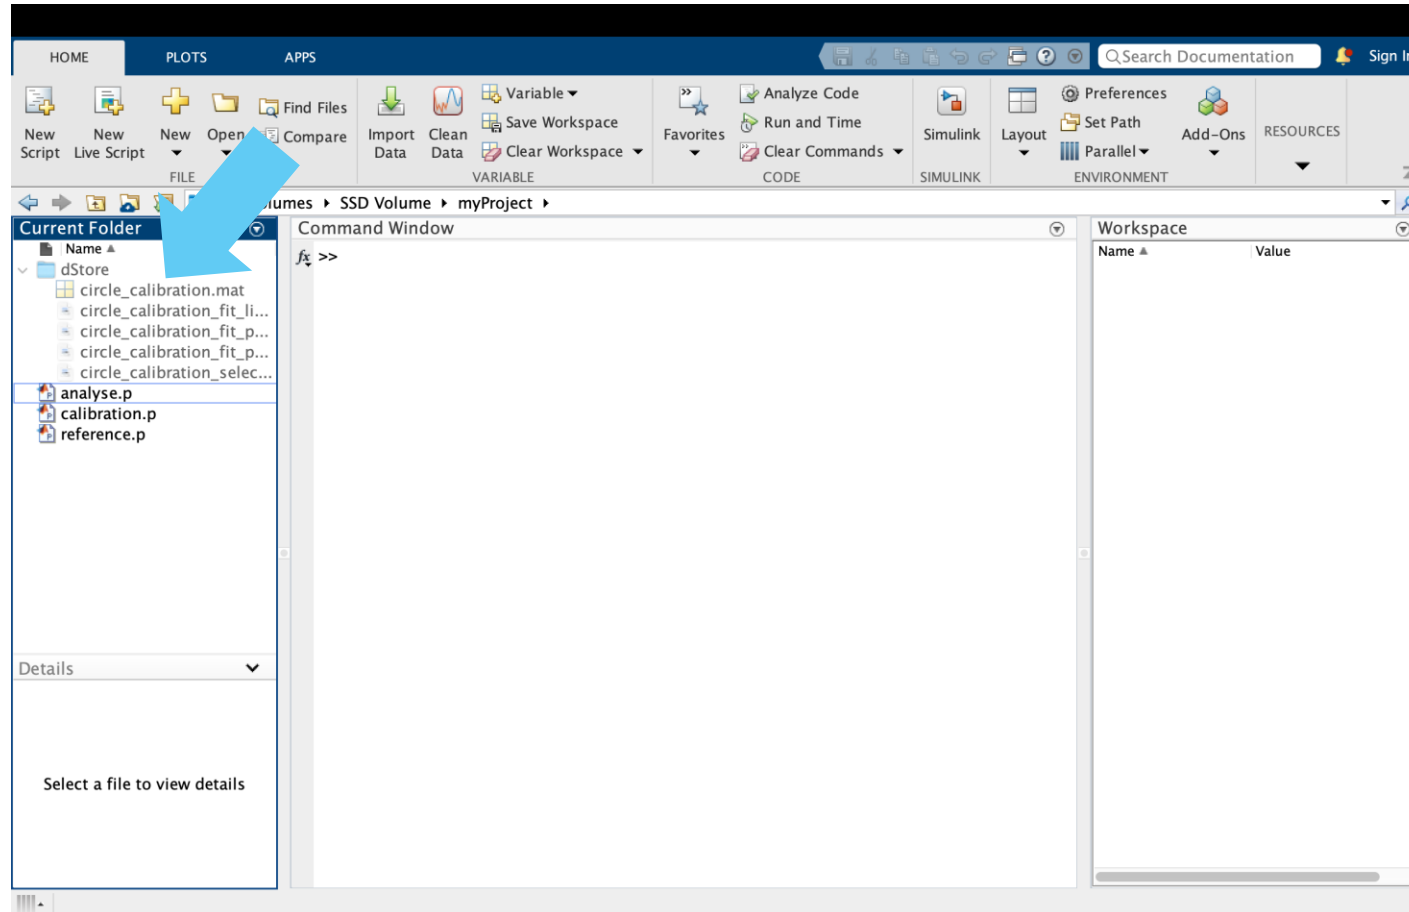 HOME PLOTS APPS Search Documentation Sign In
New Script
New Live Script
New
Open
Find Files
Compare
FILE
Import Data
Clean Data
Variable
Save Workspace
Clear Workspace
VARIABLE
Favorites
Analyze Code
Run and Time
Clear Commands
CODE
Simulink
SIMULINK
Layout
Preferences
Set Path
Parallel
Add-Ons
ENVIRONMENT
RESOURCES
SSD Volume myProject
Current Folder
Name
dStore
circle_calibration.mat
circle_calibration_fit_li...
circle_calibration_fit_p...
circle_calibration_fit_p...
circle_calibration_selec...
analyse.p
calibration.p
reference.p
Details
Select a file to view details
Command Window
fx >>
Workspace
Name Value